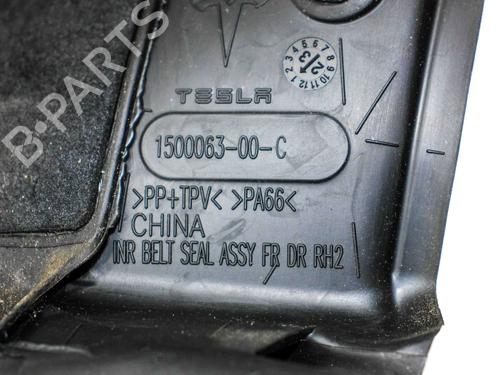 B-PARTS
TESLA
1500063-00-C
>PP+TPV< >PA66<
CHINA
INR BELT SEAL ASSY FR DR RH2